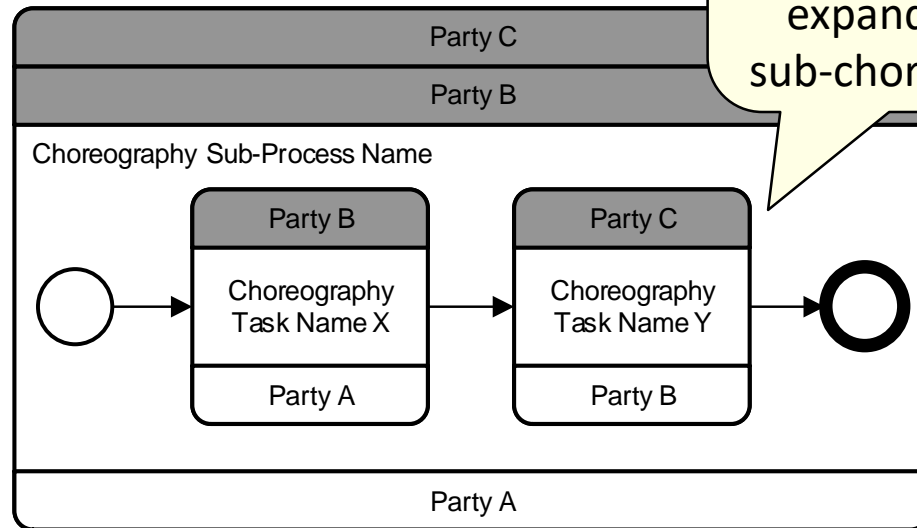 expand
sub-chor
Party C
Party B
Choreography Sub-Process Name
Party B
Choreography
Task Name X
Party A
Party C
Choreography
Task Name Y
Party B
Party A